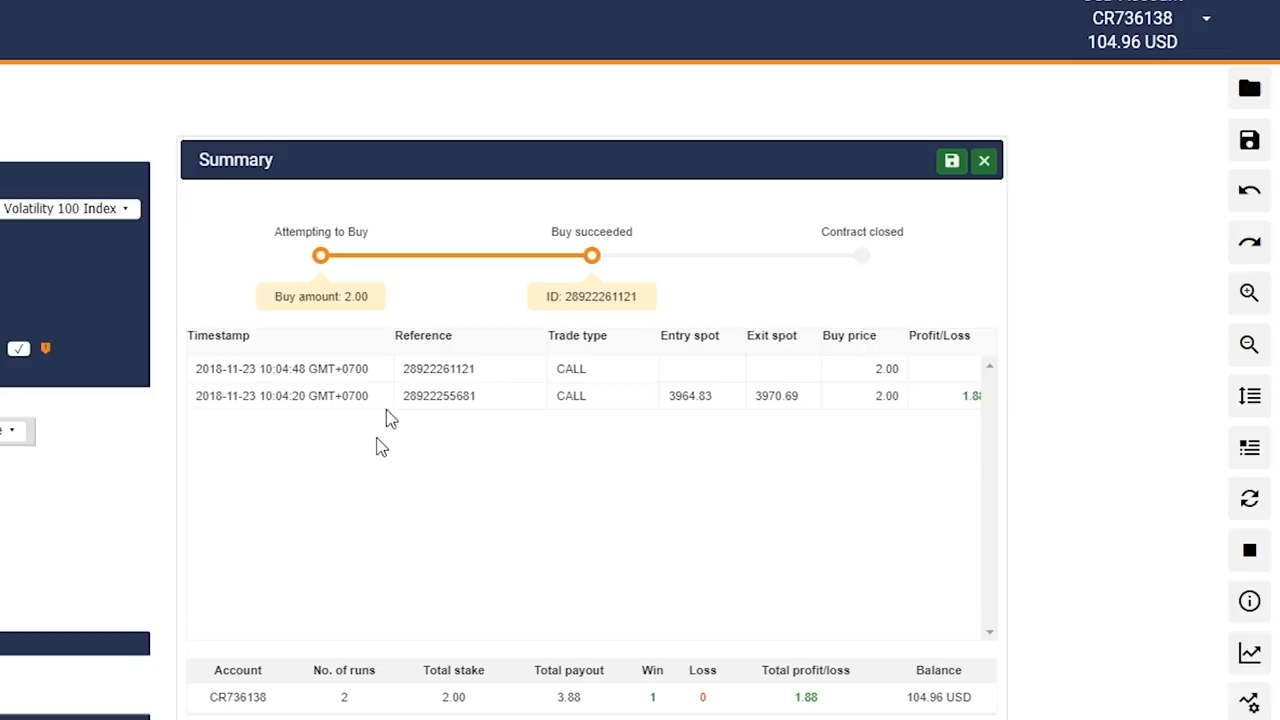 CR736138
104.96 USD
Summary
Volatility 100 Index
Attempting to Buy Buy succeeded Contract closed
Buy amount: 2.00 ID: 28922261121
Timestamp Reference Trade type Entry spot Exit spot Buy price Profit/Loss
2018-11-23 10:04:48 GMT+0700 28922261121 CALL 2.00
2018-11-23 10:04:20 GMT+0700 28922255681 CALL 3964.83 3970.69 2.00 1.88
Account No. of runs Total stake Total payout Win Loss Total profit/loss Balance
CR736138 2 2.00 3.88 1 0 1.88 104.96 USD